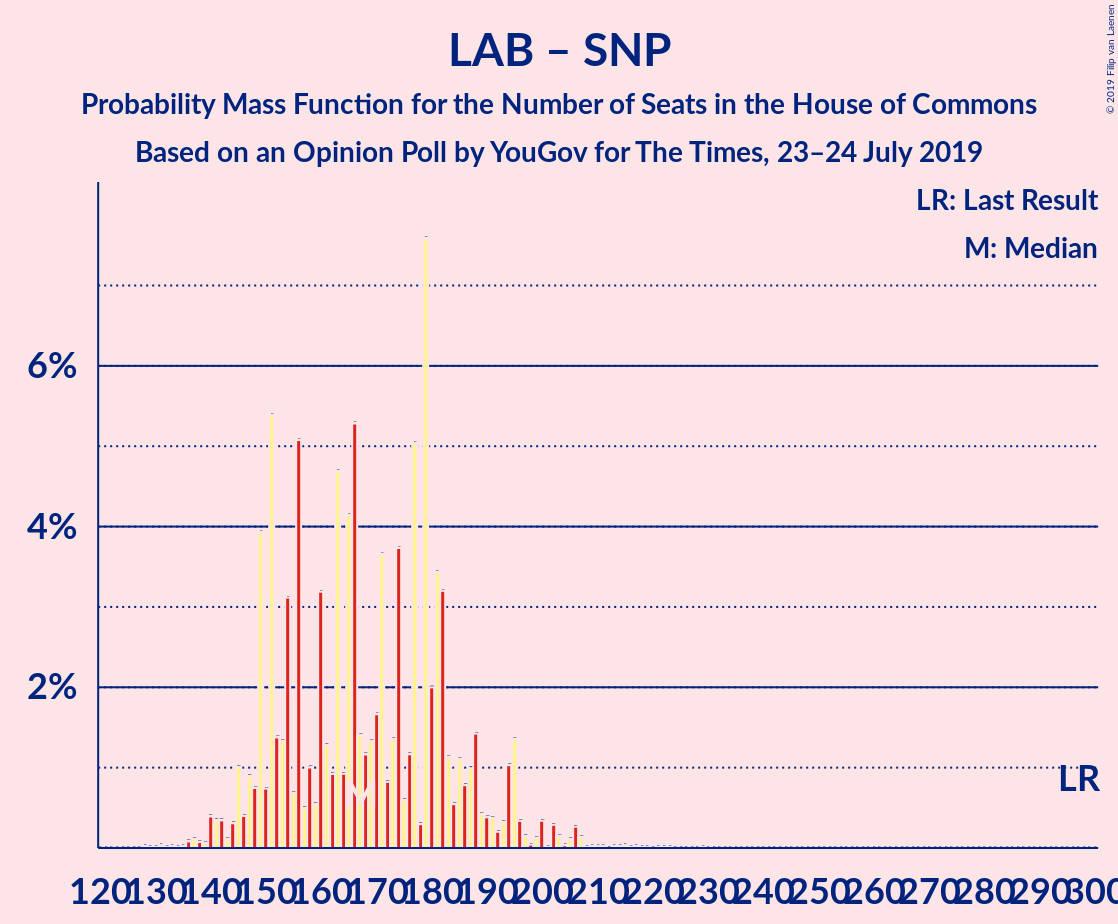 LAB – SNP
Probability Mass Function for the Number of Seats in the House of Commons
Based on an Opinion Poll by YouGov for The Times, 23–24 July 2019
© 2019 Filip van Laenen
LR: Last Result
M: Median
6%
4%
2%
M
LR
120 130 140 150 160 170 180 190 200 210 220 230 240 250 260 270 280 290 300